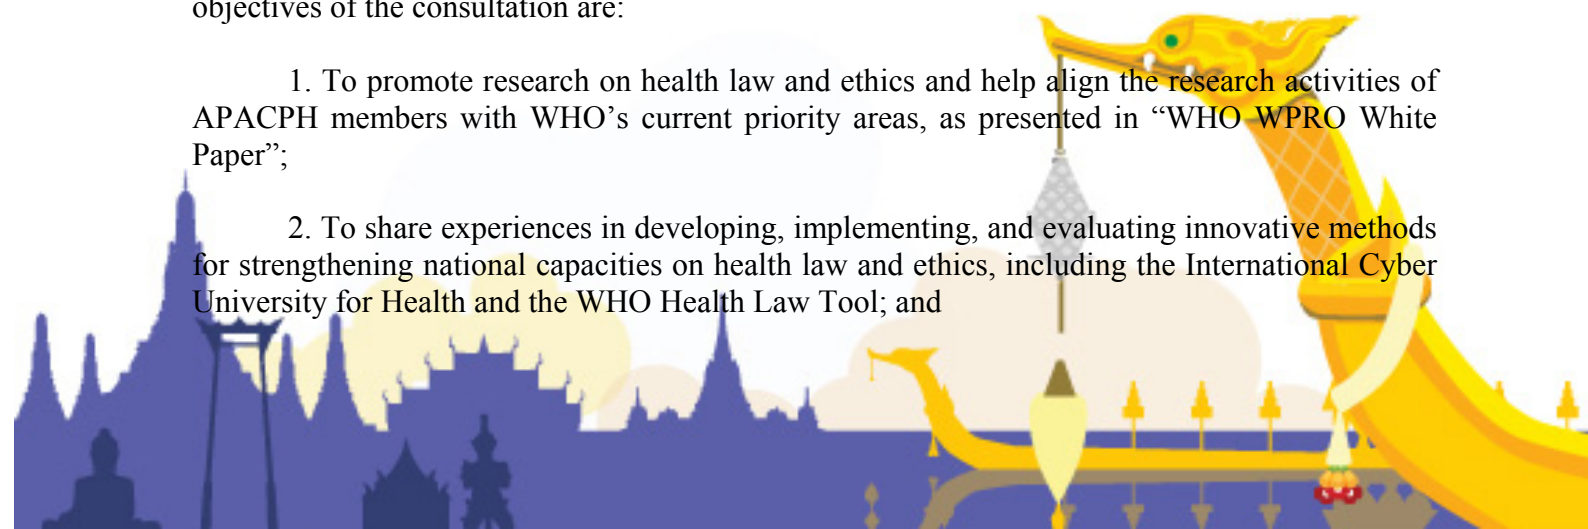 objectives of the consultation are:
1. To promote research on health law and ethics and help align the research activities of
APACPH members with WHO’s current priority areas, as presented in “WHO WPRO White
Paper”;
2. To share experiences in developing, implementing, and evaluating innovative methods
for strengthening national capacities on health law and ethics, including the International Cyber
University for Health and the WHO Health Law Tool; and